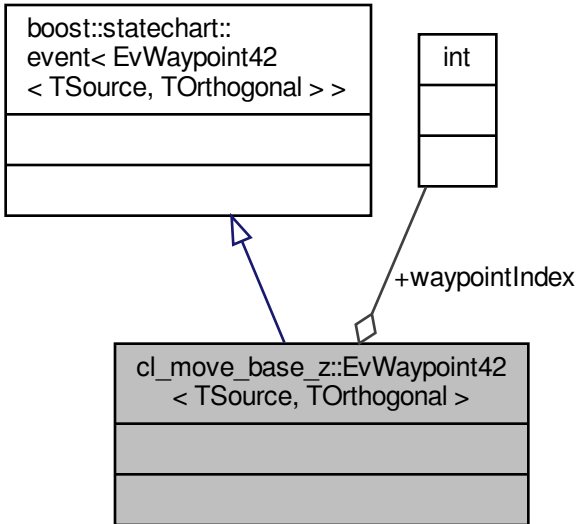 boost::statechart::
event< EvWaypoint42
< TSource, TOrthogonal > >
int
+waypointIndex
cl_move_base_z::EvWaypoint42
< TSource, TOrthogonal >